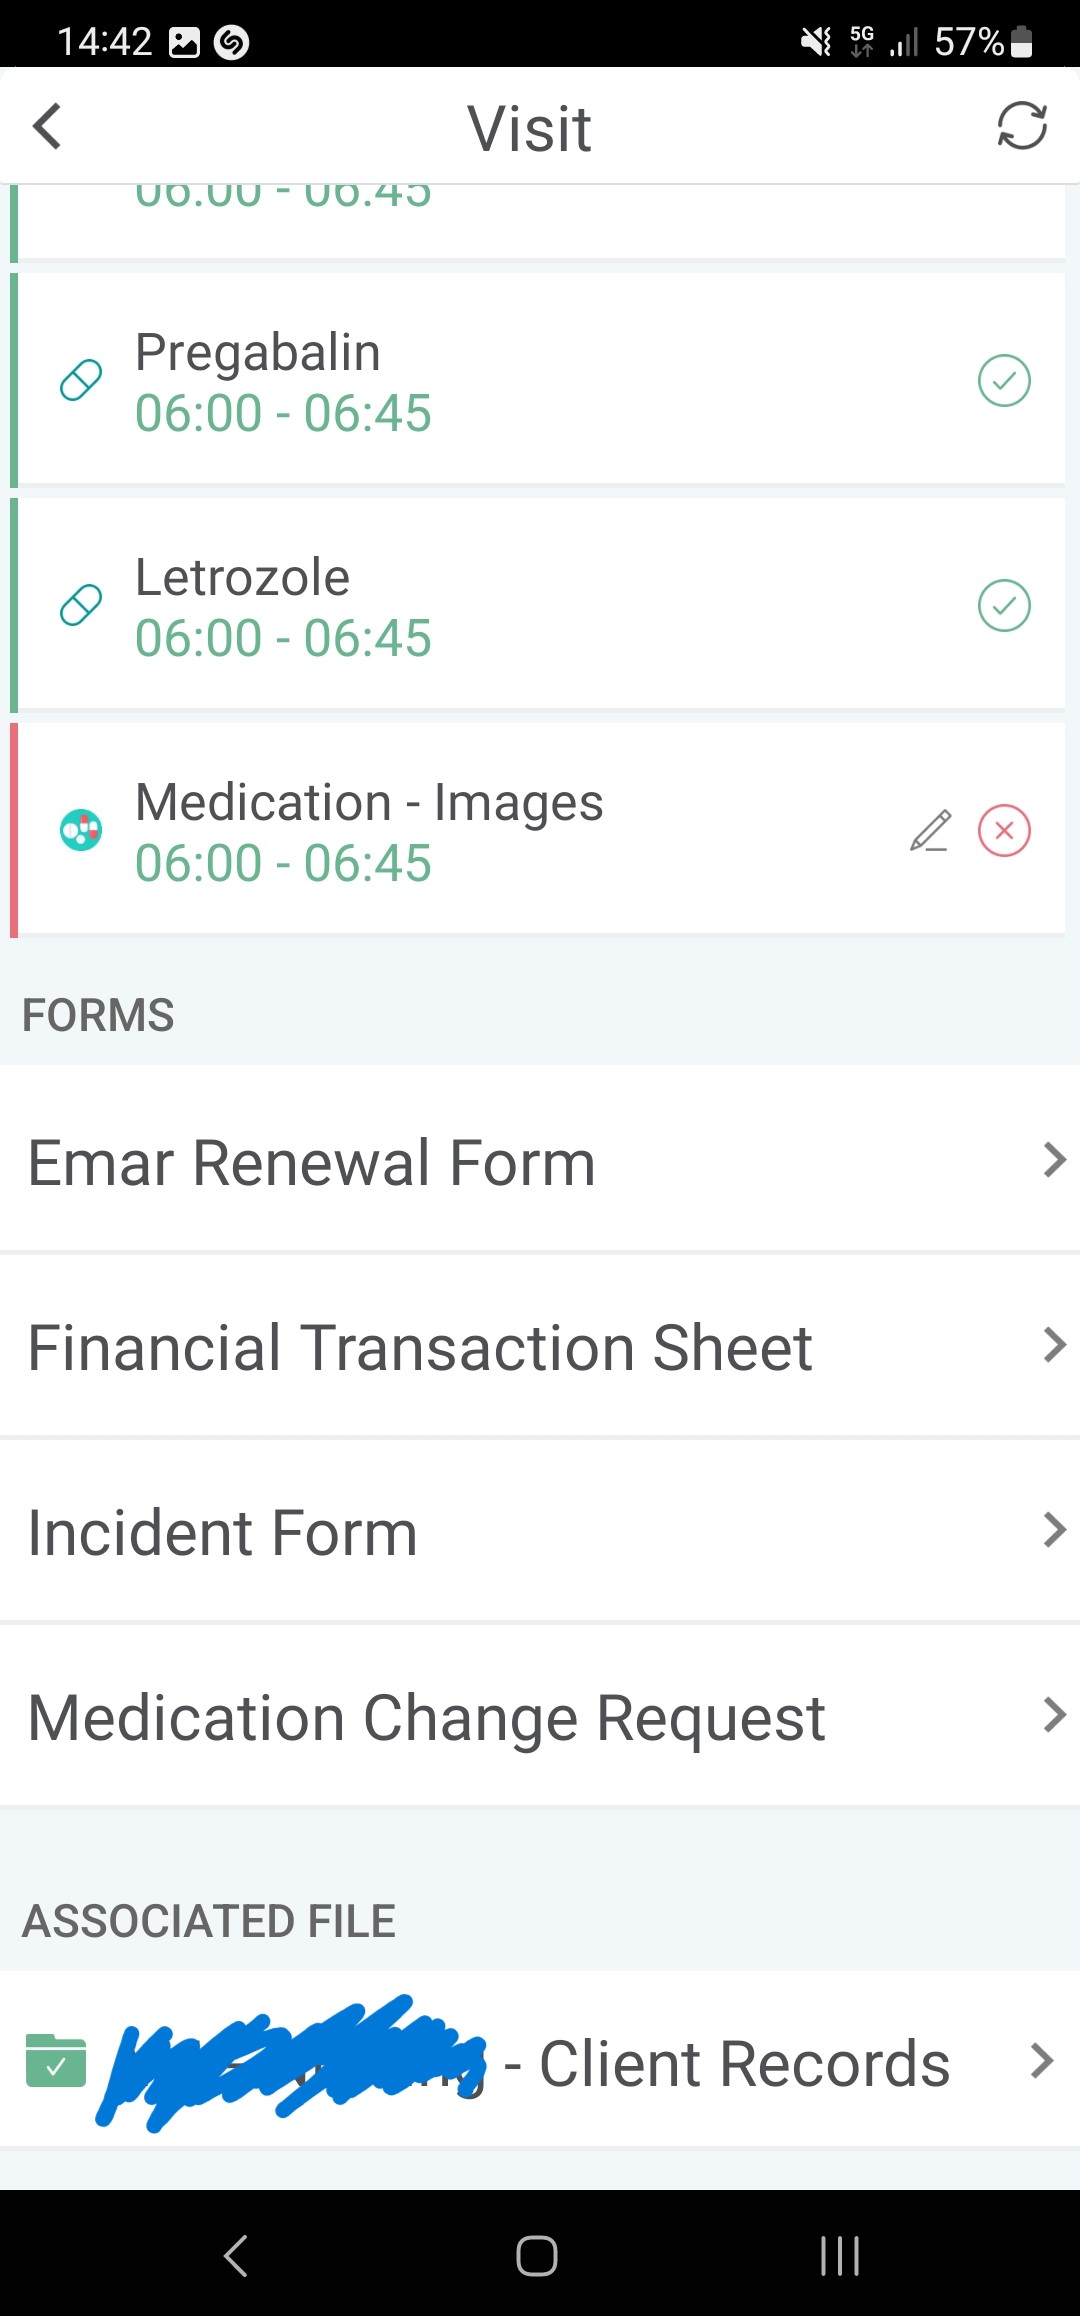 14:42 5G 57%
Visit
06:00 - 06:45
Pregabalin
06:00 - 06:45
Letrozole
06:00 - 06:45
Medication - Images
06:00 - 06:45
FORMS
Emar Renewal Form
Financial Transaction Sheet
Incident Form
Medication Change Request
ASSOCIATED FILE
- Client Records